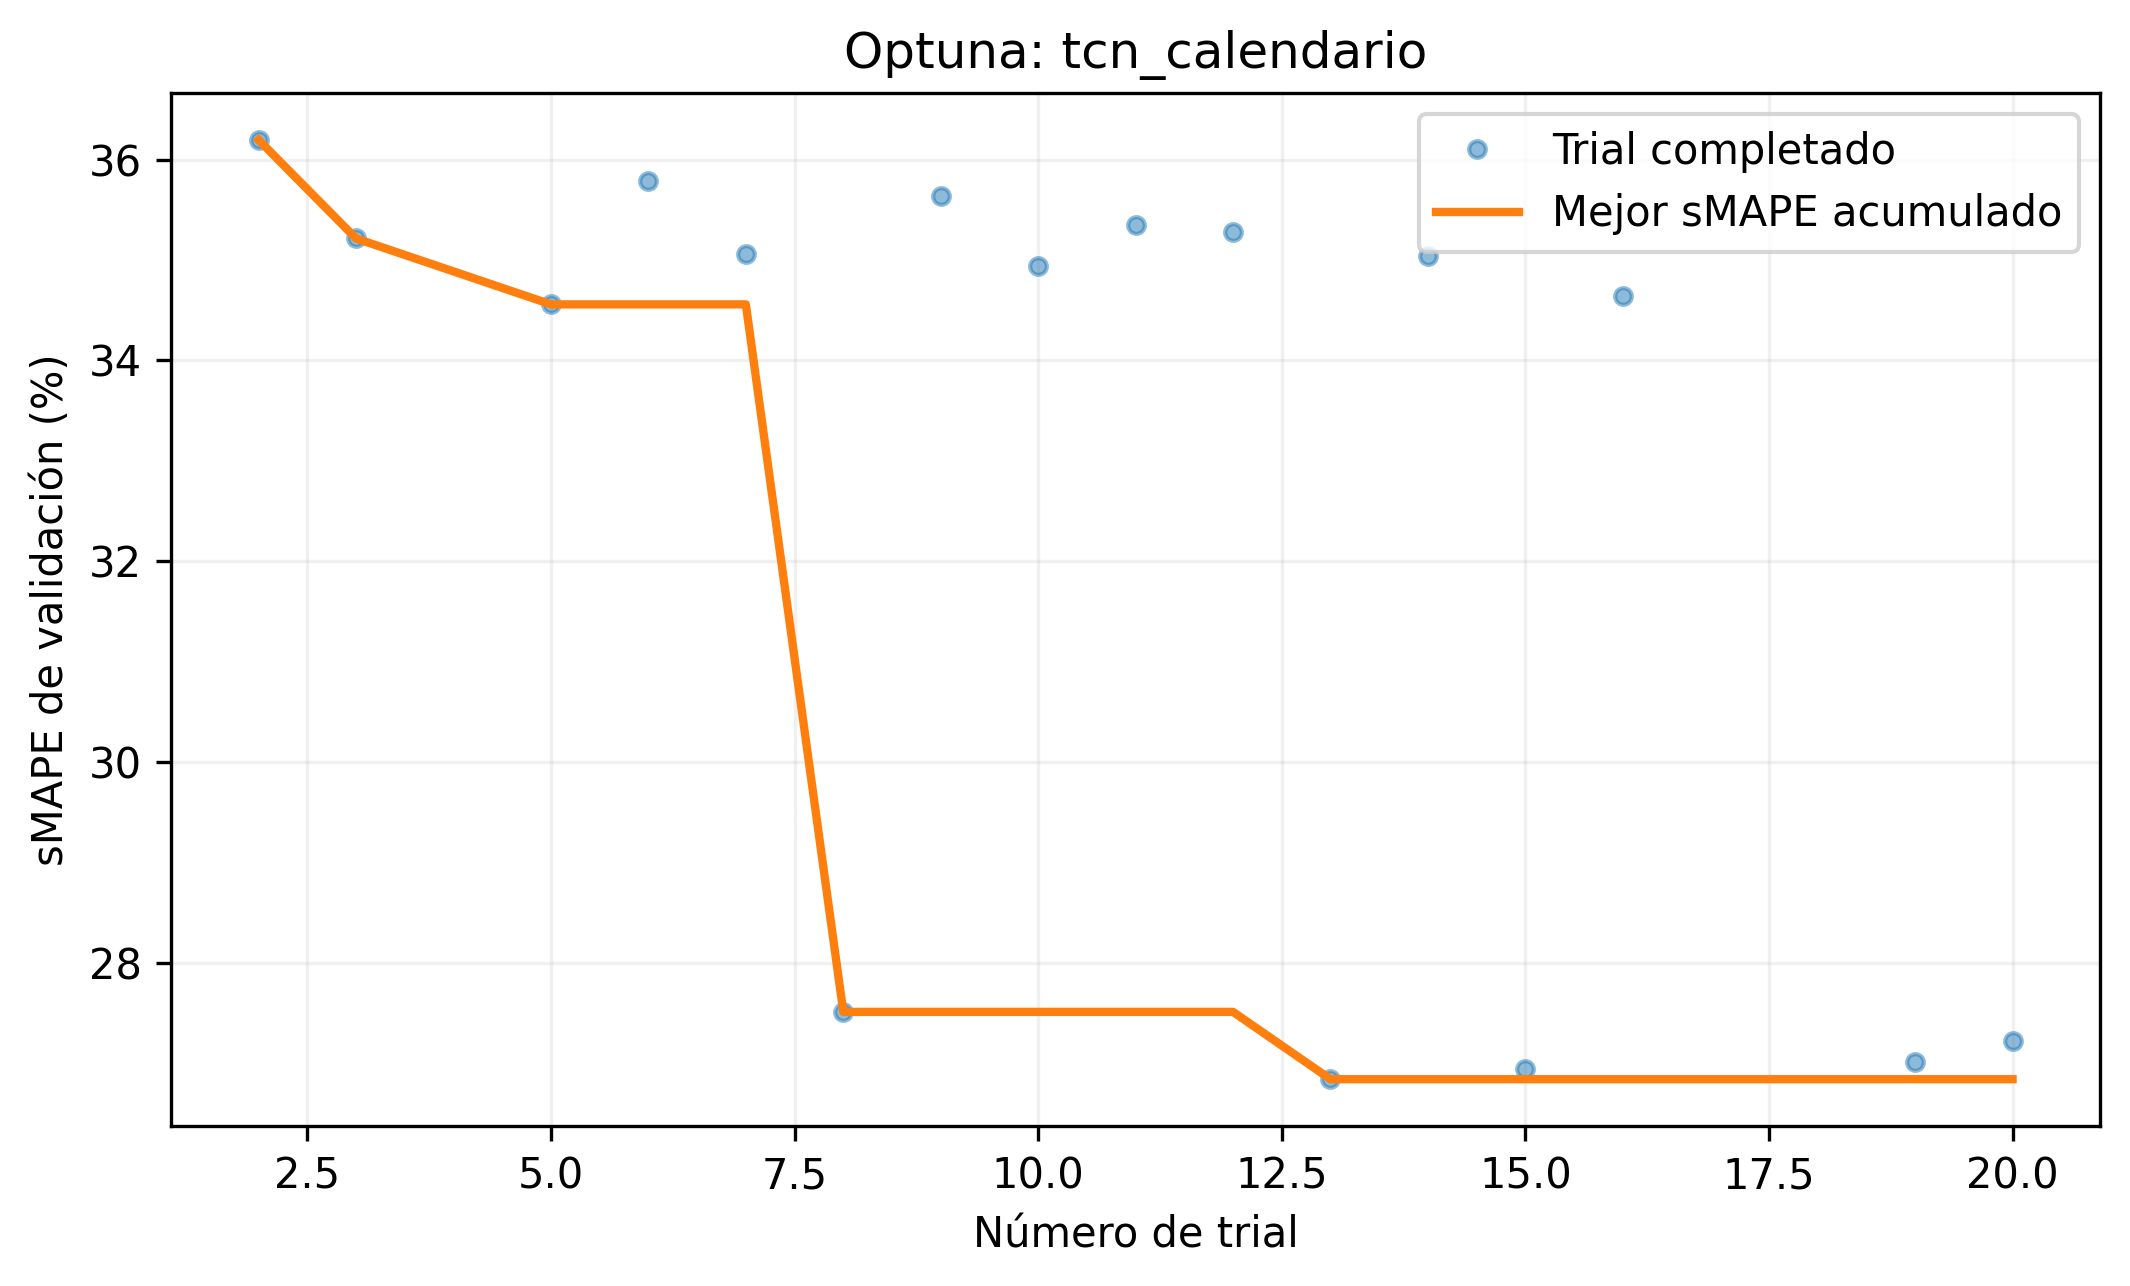 Optuna: tcn_calendario
Trial completado
Mejor sMAPE acumulado
sMAPE de validación (%)
36
34
32
30
28
2.5 5.0 7.5 10.0 12.5 15.0 17.5 20.0
Número de trial